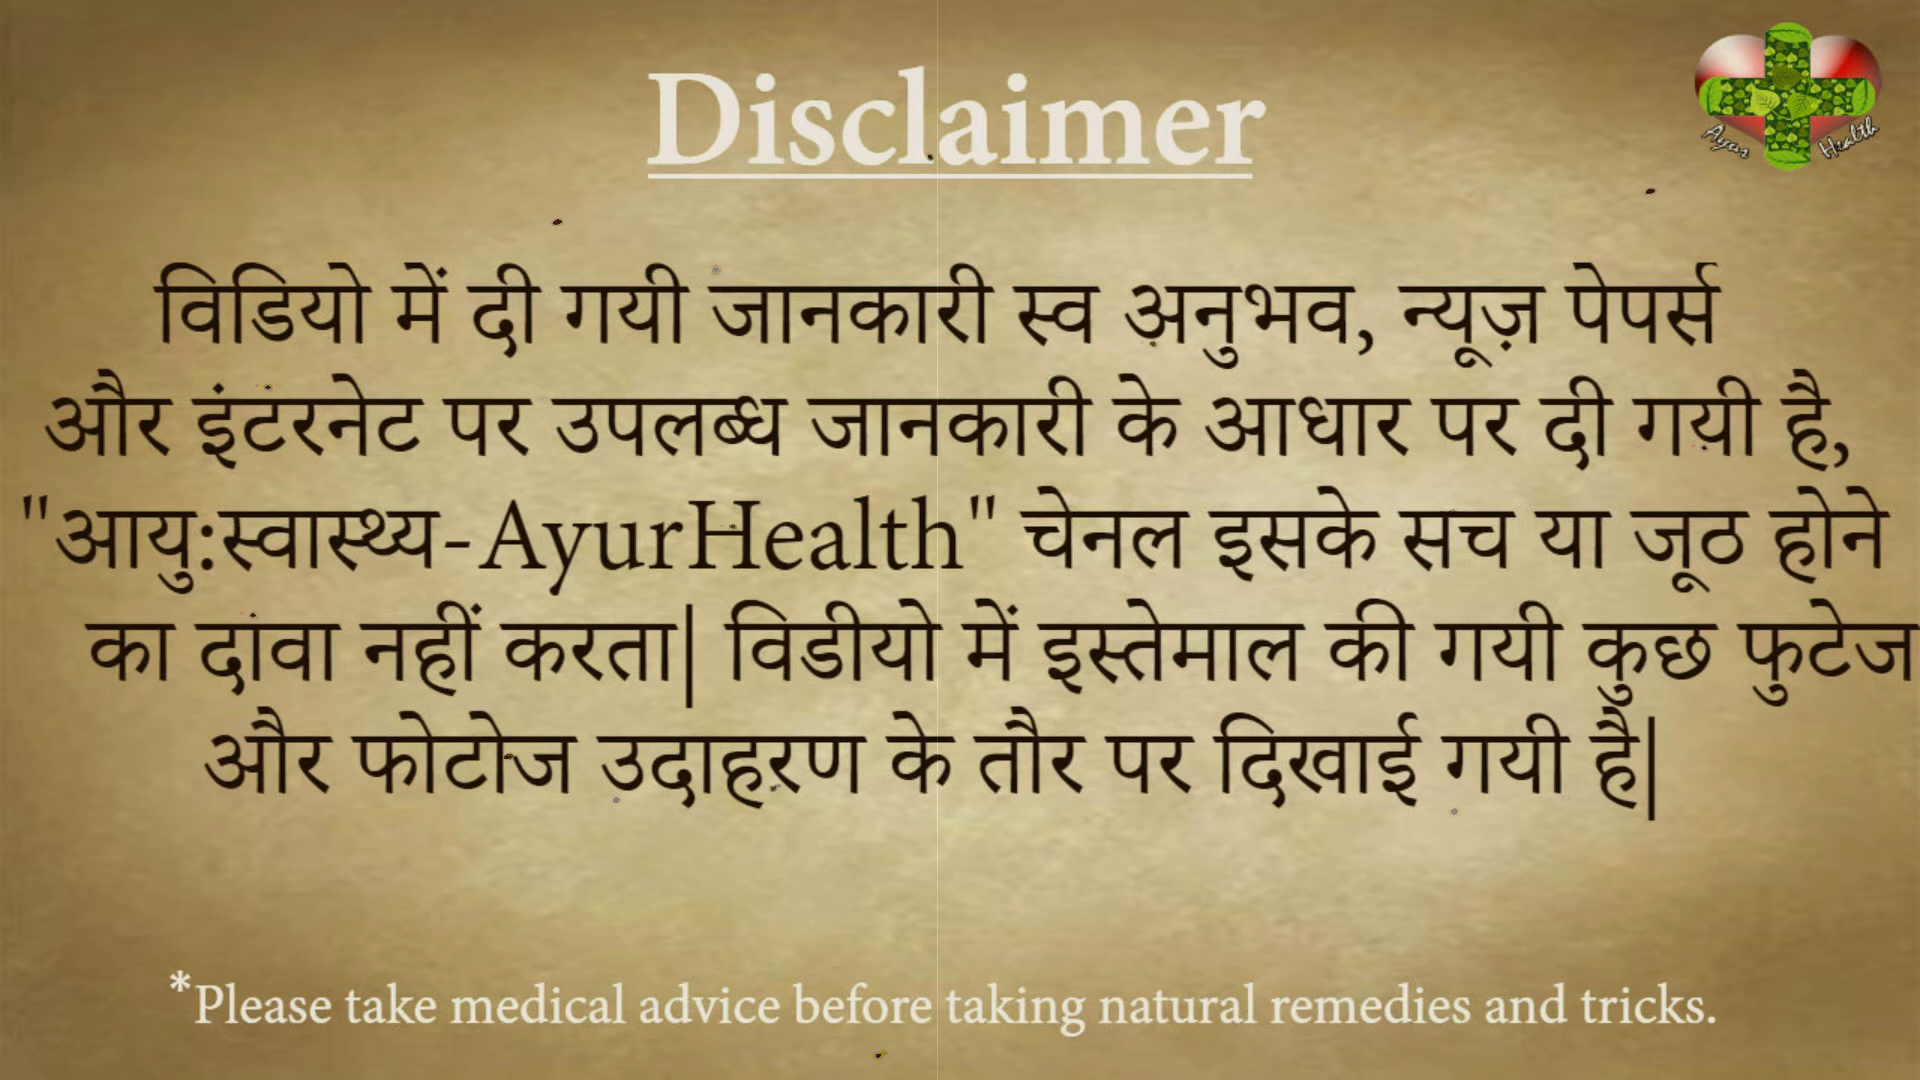 Disclaimer
Ayur Health
विडियो में दी गयी जानकारी स्व अनुभव, न्यूज़ पेपर्स
और इंटरनेट पर उपलब्ध जानकारी के आधार पर दी गयी है,
"आयु:स्वास्थ्य-AyurHealth" चेनल इसके सच या जूठ होने
का दावा नहीं करता| विडीयो में इस्तेमाल की गयी कुछ फुटेज
और फोटोज उदाहरण के तौर पर दिखाई गयी है|
*Please take medical advice before taking natural remedies and tricks.